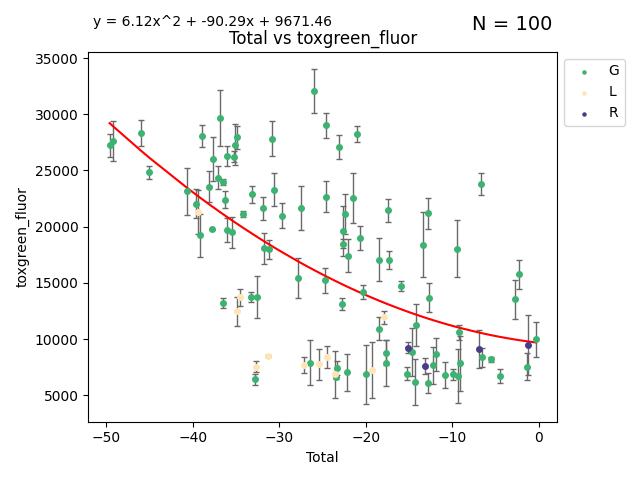 y = 6.12x^2 + -90.29x + 9671.46
N = 100
Total vs toxgreen_fluor
35000
30000
25000
20000
15000
10000
5000
toxgreen_fluor
−50
−40
−30
−20
−10
0
Total
G
L
R